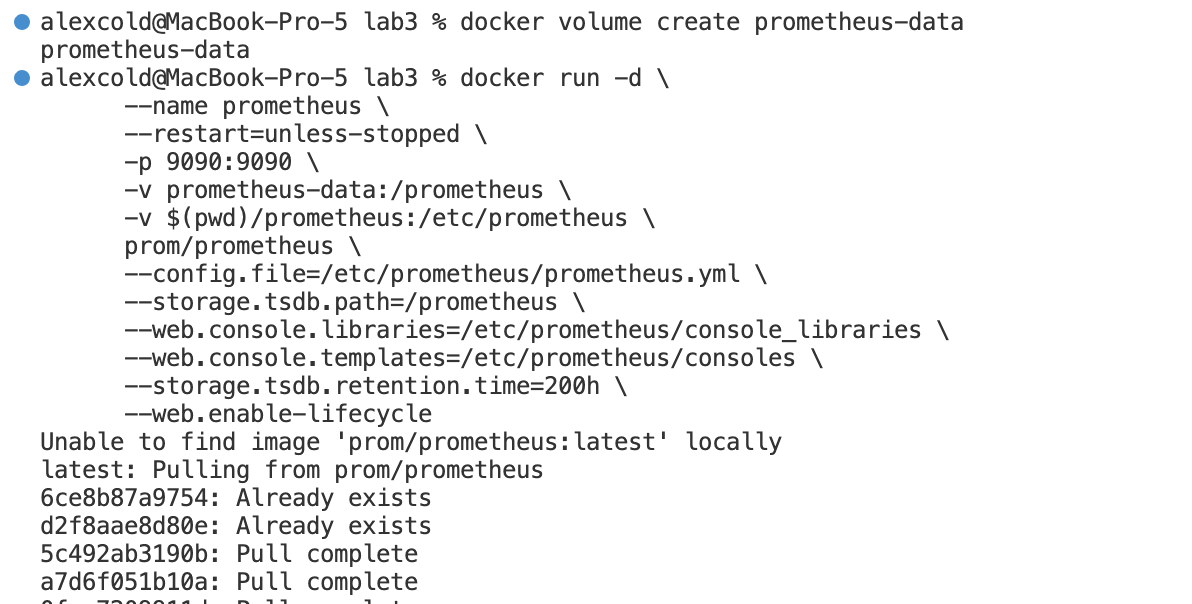 alexcold@MacBook-Pro-5 lab3 % docker volume create prometheus-data
prometheus-data
alexcold@MacBook-Pro-5 lab3 % docker run -d \
--name prometheus \
--restart=unless-stopped \
-p 9090:9090 \
-v prometheus-data:/prometheus \
-v $(pwd)/prometheus:/etc/prometheus \
prom/prometheus \
--config.file=/etc/prometheus/prometheus.yml \
--storage.tsdb.path=/prometheus \
--web.console.libraries=/etc/prometheus/console_libraries \
--web.console.templates=/etc/prometheus/consoles \
--storage.tsdb.retention.time=200h \
--web.enable-lifecycle
Unable to find image 'prom/prometheus:latest' locally
latest: Pulling from prom/prometheus
6ce8b87a9754: Already exists
d2f8aae8d80e: Already exists
5c492ab3190b: Pull complete
a7d6f051b10a: Pull complete